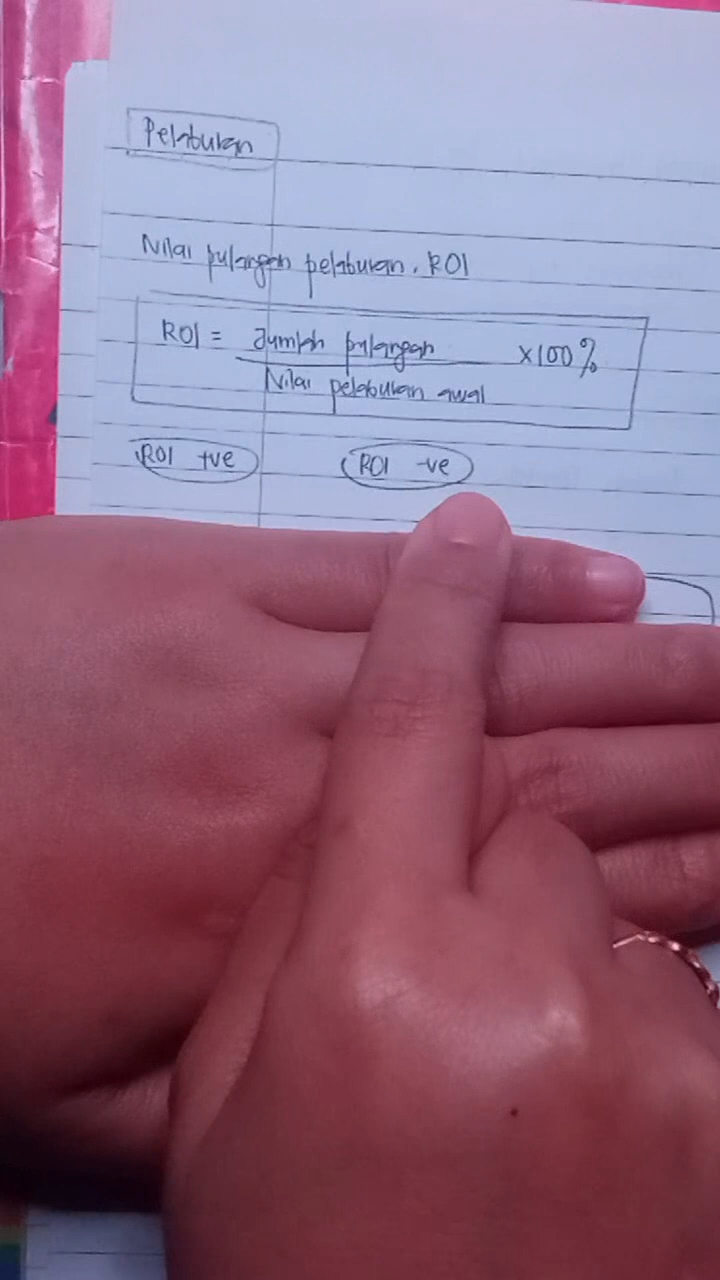 Pelaburan
Nilai pulangan pelaburan, ROI
ROI = Jumlah pulangan x100%
Nilai pelaburan awal
ROI +ve ROI -ve